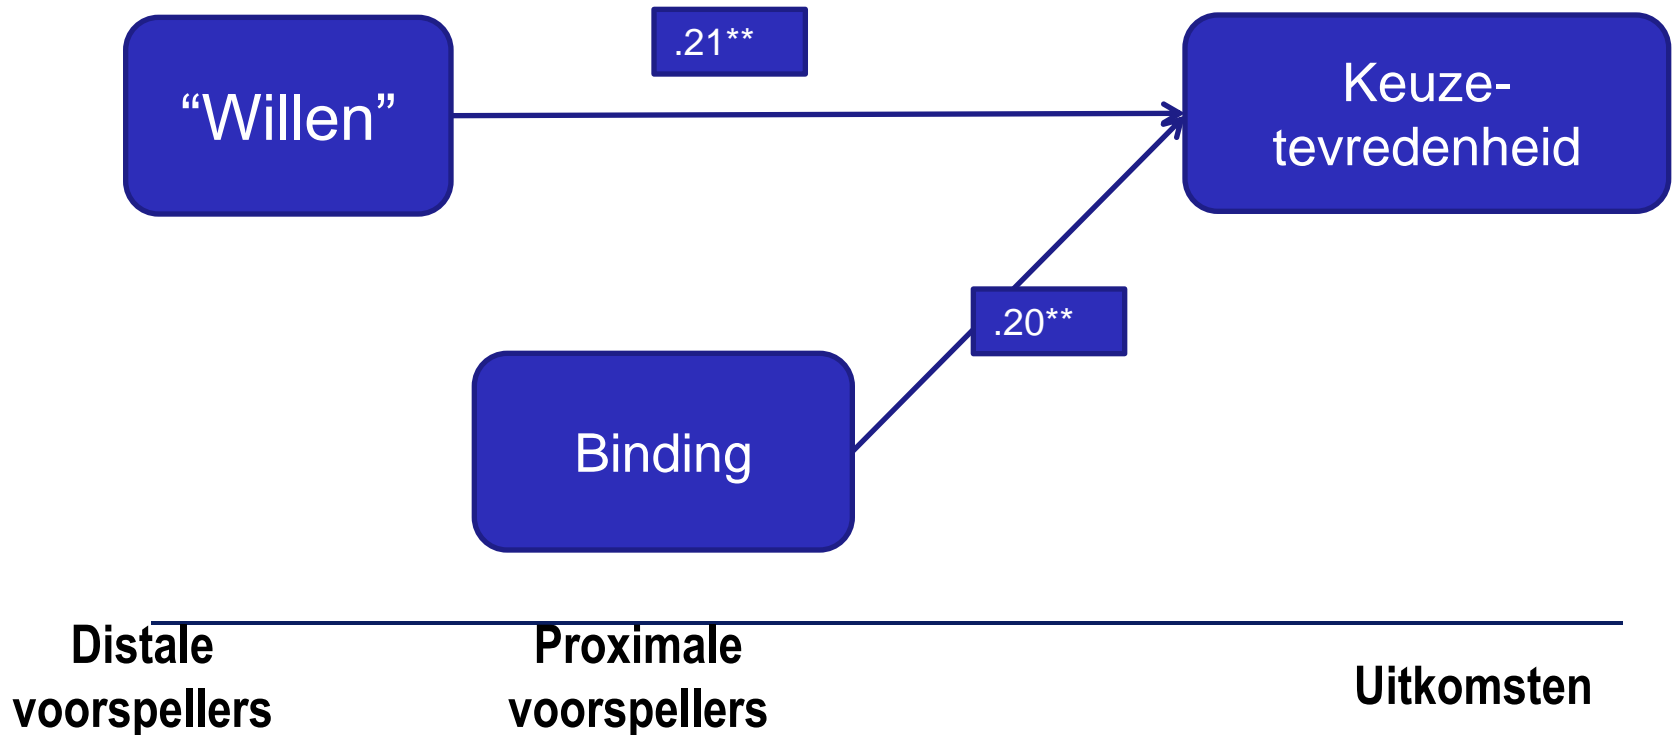 .21**
“Willen”
Keuze-
tevredenheid
.20**
Binding
Distale
voorspellers
Proximale
voorspellers
Uitkomsten